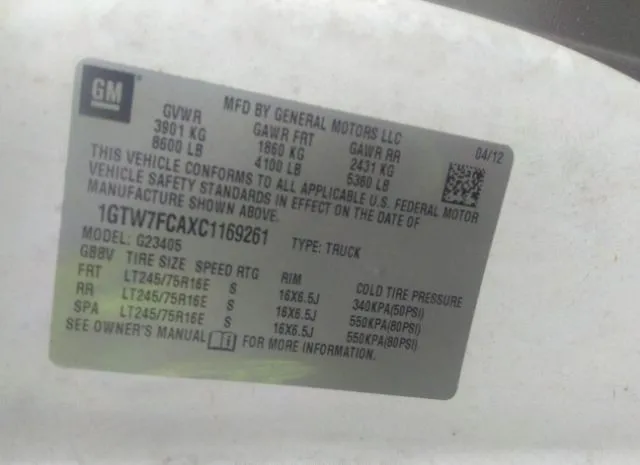 GM
MFD BY GENERAL MOTORS LLC
04/12
GVWR GAWR FRT GAWR RR
3901 KG 1860 KG 2431 KG
8600 LB 4100 LB 5360 LB
THIS VEHICLE CONFORMS TO ALL APPLICABLE U.S. FEDERAL MOTOR
VEHICLE SAFETY STANDARDS IN EFFECT ON THE DATE OF
MANUFACTURE SHOWN ABOVE.
1GTW7FCAXC1169261 TYPE: TRUCK
MODEL: G23405
GBBV TIRE SIZE SPEED RTG RIM COLD TIRE PRESSURE
FRT LT245/75R16E S 16X6.5J 340KPA(50PSI)
RR LT245/75R16E S 16X6.5J 550KPA(80PSI)
SPA LT245/75R16E S 16X6.5J 550KPA(80PSI)
SEE OWNER'S MANUAL FOR MORE INFORMATION.